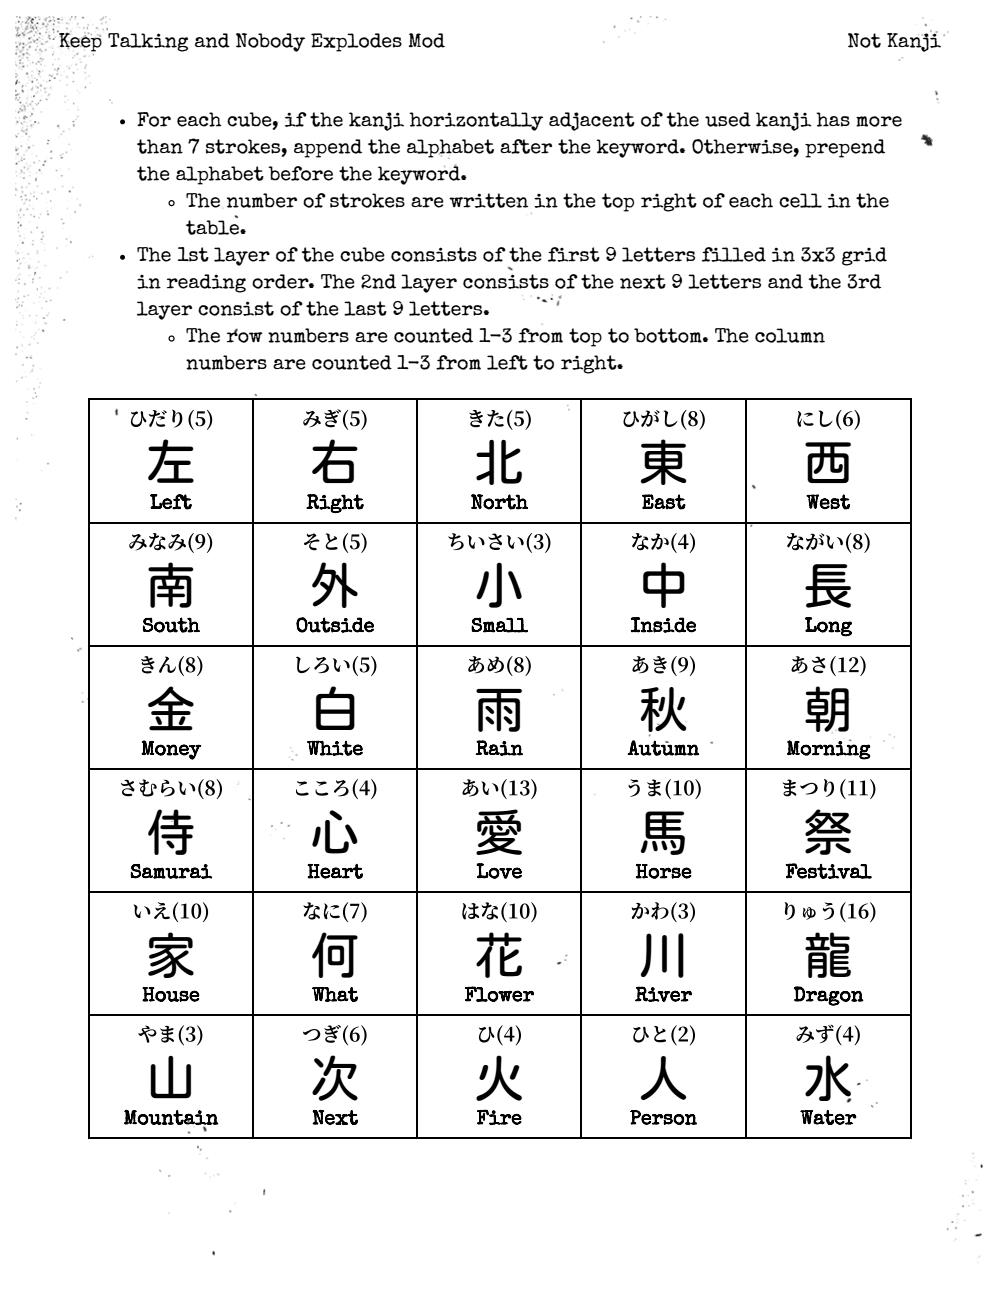 Keep Talking and Nobody Explodes Mod
Not Kanji
• For each cube, if the kanji horizontally adjacent of the used kanji has more
than 7 strokes, append the alphabet after the keyword. Otherwise, prepend
the alphabet before the keyword.
◦ The number of strokes are written in the top right of each cell in the
table.
• The 1st layer of the cube consists of the first 9 letters filled in 3x3 grid
in reading order. The 2nd layer consists of the next 9 letters and the 3rd
layer consist of the last 9 letters.
◦ The row numbers are counted 1-3 from top to bottom. The column
numbers are counted 1-3 from left to right.
ひだり(5) みぎ(5) きた(5) ひがし(8) にし(6)
左 右 北 東 西
Left Right North East West
みなみ(9) そと(5) ちいさい(3) なか(4) ながい(8)
南 外 小 中 長
South Outside Small Inside Long
きん(8) しろい(5) あめ(8) あき(9) あさ(12)
金 白 雨 秋 朝
Money White Rain Autumn Morning
さむらい(8) こころ(4) あい(13) うま(10) まつり(11)
侍 心 愛 馬 祭
Samurai Heart Love Horse Festival
いえ(10) なに(7) はな(10) かわ(3) りゅう(16)
家 何 花 川 龍
House What Flower River Dragon
やま(3) つぎ(6) ひ(4) ひと(2) みず(4)
山 次 火 人 水
Mountain Next Fire Person Water